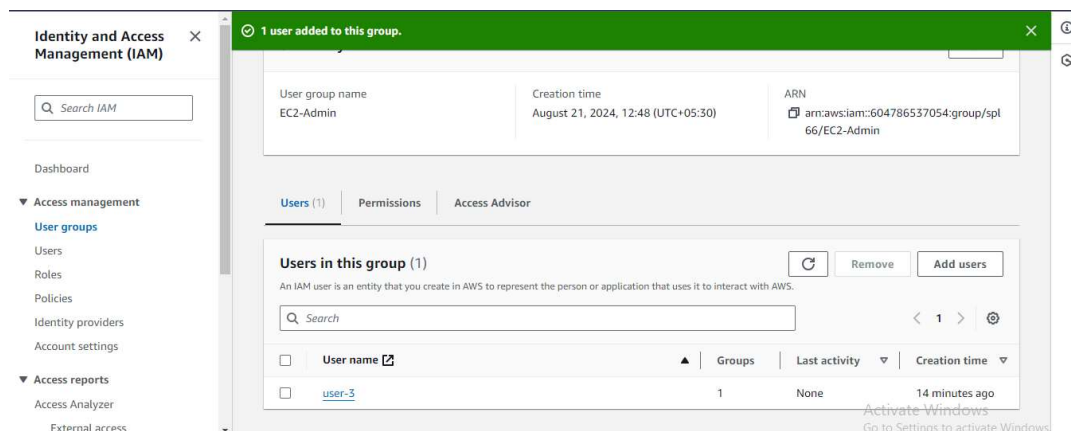 Identity and Access
Management (IAM)
Search IAM
Dashboard
Access management
User groups
Users
Roles
Policies
Identity providers
Account settings
Access reports
Access Analyzer
External access
1 user added to this group.
User group name
EC2-Admin
Creation time
August 21, 2024, 12:48 (UTC+05:30)
ARN
arn:aws:iam::604786537054:group/spl
66/EC2-Admin
Users (1)
Permissions
Access Advisor
Users in this group (1)
Remove
Add users
An IAM user is an entity that you create in AWS to represent the person or application that uses it to interact with AWS.
Search
1
User name
Groups
Last activity
Creation time
user-3
1
None
14 minutes ago
Activate Windows
Go to Settings to activate Windows